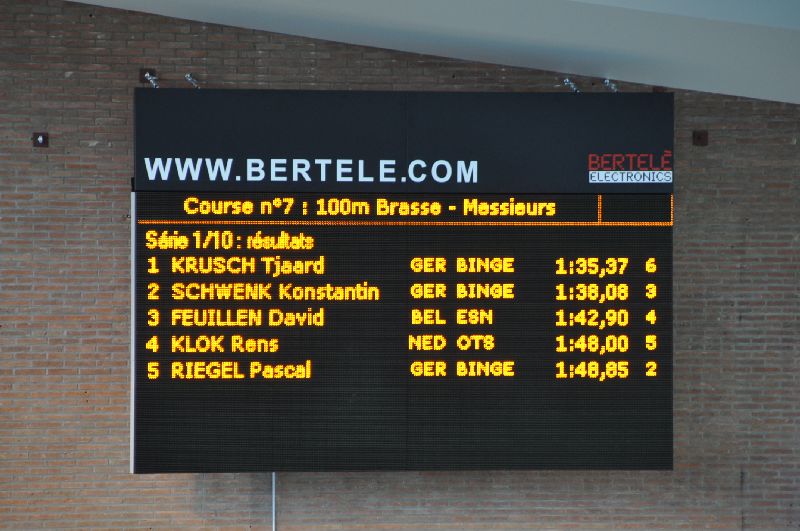 WWW.BERTELE.COM
BERTELÈ
ELECTRONICS
Course n°7 : 100m Brasse - Messieurs
Série 1/10 : résultats
1 KRUSCH Tjaard GER BINGE 1:35,37 6
2 SCHWENK Konstantin GER BINGE 1:38,08 3
3 FEUILLEN David BEL ESN 1:42,90 4
4 KLOK Rens NED OTS 1:48,00 5
5 RIEGEL Pascal GER BINGE 1:48,85 2